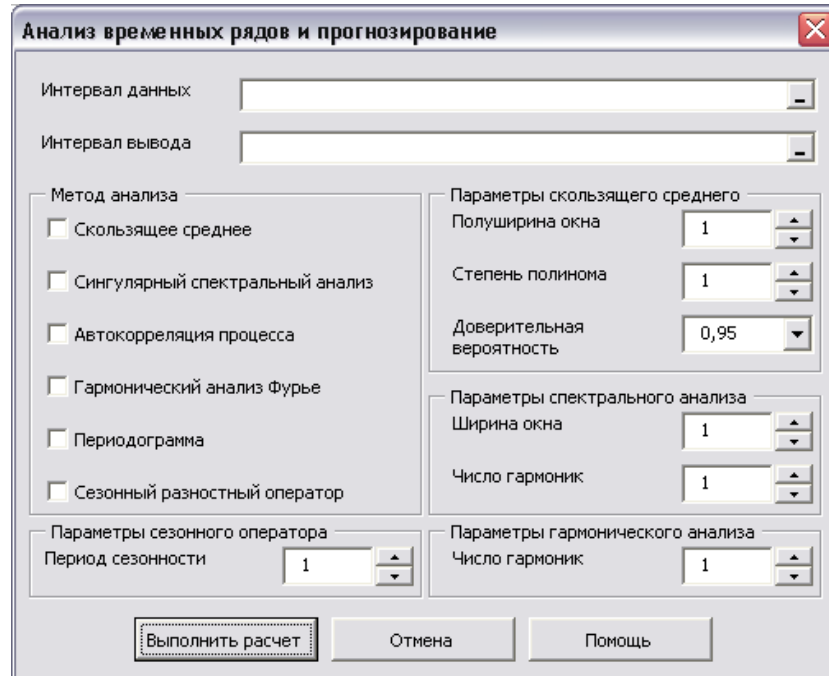 Анализ временных рядов и прогнозирование
Интервал данных
Интервал вывода
Метод анализа
Скользящее среднее
Сингулярный спектральный анализ
Автокорреляция процесса
Гармонический анализ Фурье
Периодограмма
Сезонный разностный оператор
Параметры скользящего среднего
Полуширина окна 1
Степень полинома 1
Доверительная
вероятность 0,95
Параметры спектрального анализа
Ширина окна 1
Число гармоник 1
Параметры сезонного оператора
Период сезонности 1
Параметры гармонического анализа
Число гармоник 1
Выполнить расчет Отмена Помощь